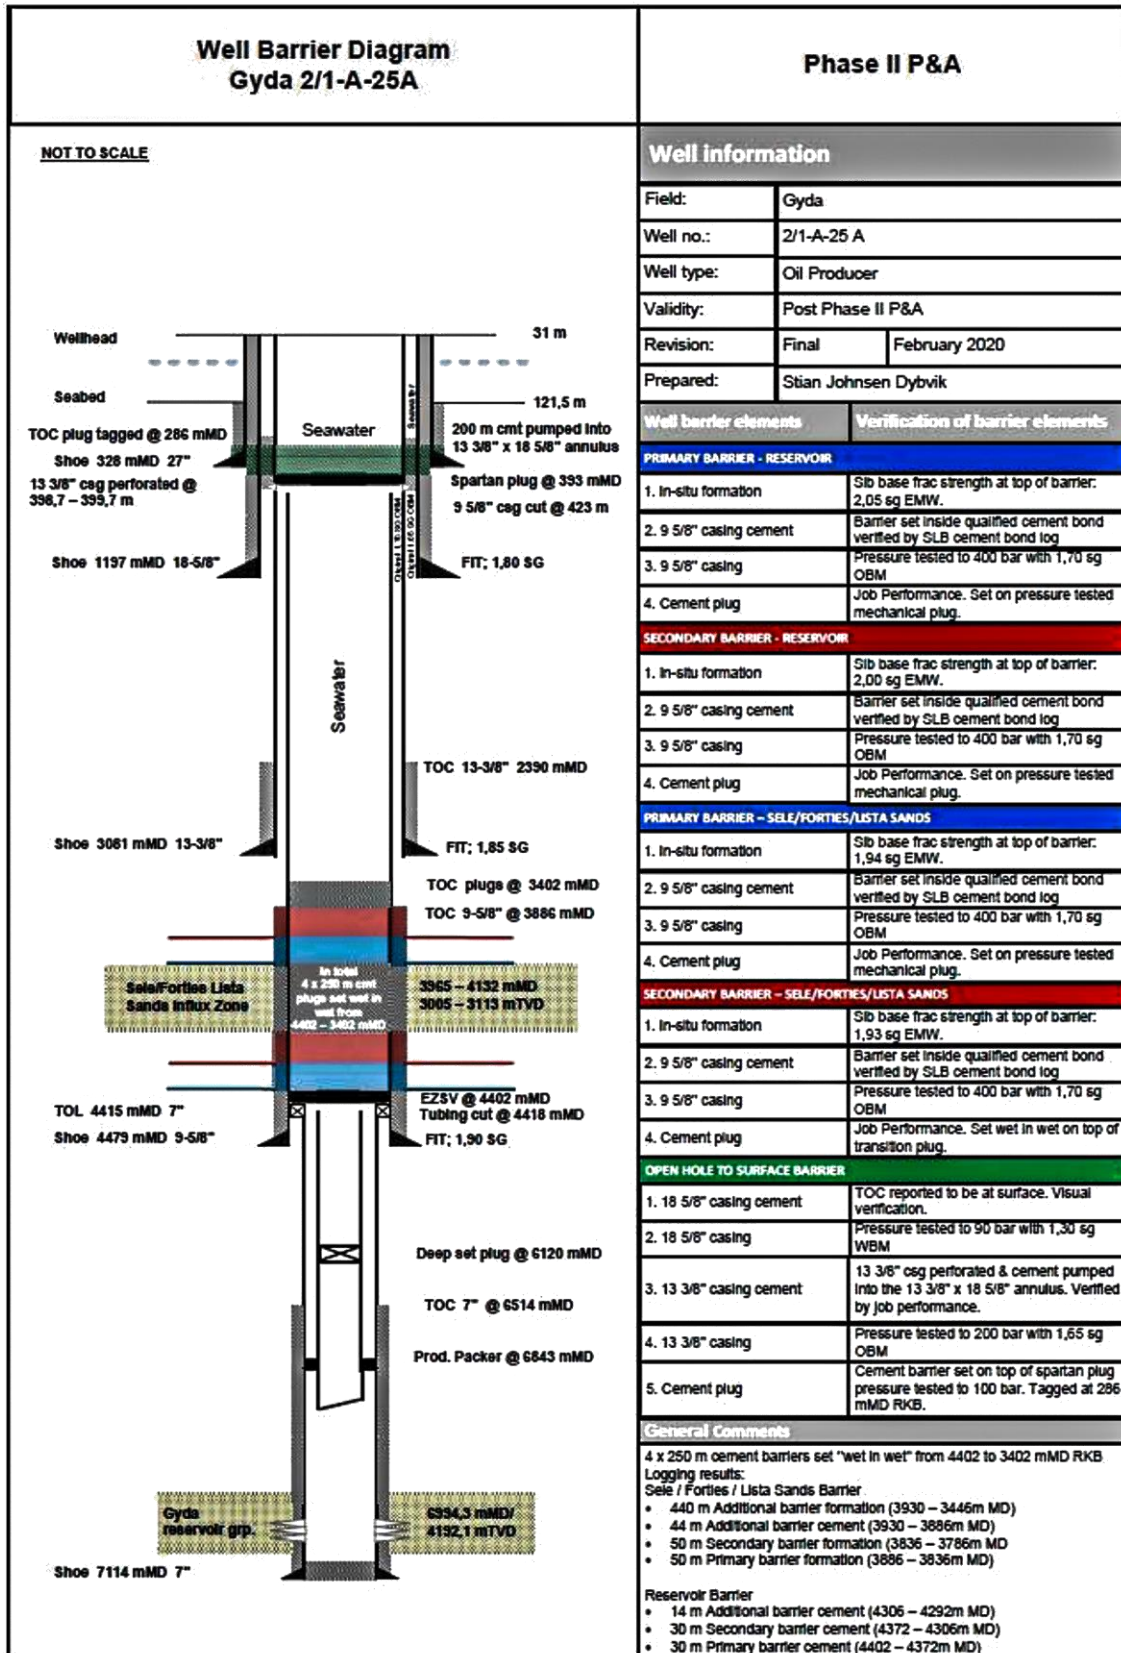 Well Barrier Diagram
Gyda 2/1-A-25A
Phase II P&A
NOT TO SCALE
Wellhead
31 m
Seabed
121,5 m
Seawater
Seawater
TOC plug tagged @ 286 mMD
200 m cmt pumped into
13 3/8" x 18 5/8" annulus
Shoe 328 mMD 27"
13 3/8" csg perforated @
398,7 – 399,7 m
Spartan plug @ 393 mMD
9 5/8" csg cut @ 423 m
Shoe 1197 mMD 18-5/8"
FIT; 1,80 SG
Seawater
TOC 13-3/8" 2390 mMD
Shoe 3081 mMD 13-3/8"
FIT; 1,85 SG
TOC plugs @ 3402 mMD
TOC 9-5/8" @ 3886 mMD
Sele/Forties Lista
Sands Influx Zone
In total
4 x 250 m cmt
plugs set wet in
wet from
4402 – 3402 mMD
3965 – 4132 mMD
3005 – 3113 mTVD
EZSV @ 4402 mMD
TOL 4415 mMD 7"
Tubing cut @ 4418 mMD
Shoe 4479 mMD 9-5/8"
FIT; 1,90 SG
Deep set plug @ 6120 mMD
TOC 7" @ 6514 mMD
Prod. Packer @ 6843 mMD
Gyda
reservoir grp.
6994,3 mMD/
4192,1 mTVD
Shoe 7114 mMD 7"
Well information
Field: Gyda
Well no.: 2/1-A-25 A
Well type: Oil Producer
Validity: Post Phase II P&A
Revision: Final February 2020
Prepared: Stian Johnsen Dybvik
Well barrier elements Verification of barrier elements
PRIMARY BARRIER - RESERVOIR
1. In-situ formation
Sib base frac strength at top of barrier:
2,05 sg EMW.
2. 9 5/8" casing cement
Barrier set inside qualified cement bond
verified by SLB cement bond log
3. 9 5/8" casing
Pressure tested to 400 bar with 1,70 sg
OBM
4. Cement plug
Job Performance. Set on pressure tested
mechanical plug.
SECONDARY BARRIER - RESERVOIR
1. In-situ formation
Sib base frac strength at top of barrier:
2,00 sg EMW.
2. 9 5/8" casing cement
Barrier set inside qualified cement bond
verified by SLB cement bond log
3. 9 5/8" casing
Pressure tested to 400 bar with 1,70 sg
OBM
4. Cement plug
Job Performance. Set on pressure tested
mechanical plug.
PRIMARY BARRIER – SELE/FORTIES/LISTA SANDS
1. In-situ formation
Sib base frac strength at top of barrier:
1,94 sg EMW.
2. 9 5/8" casing cement
Barrier set inside qualified cement bond
verified by SLB cement bond log
3. 9 5/8" casing
Pressure tested to 400 bar with 1,70 sg
OBM
4. Cement plug
Job Performance. Set on pressure tested
mechanical plug.
SECONDARY BARRIER – SELE/FORTIES/LISTA SANDS
1. In-situ formation
Sib base frac strength at top of barrier:
1,93 sg EMW.
2. 9 5/8" casing cement
Barrier set inside qualified cement bond
verified by SLB cement bond log
3. 9 5/8" casing
Pressure tested to 400 bar with 1,70 sg
OBM
4. Cement plug
Job Performance. Set wet in wet on top of
transition plug.
OPEN HOLE TO SURFACE BARRIER
1. 18 5/8" casing cement
TOC reported to be at surface. Visual
verification.
2. 18 5/8" casing
Pressure tested to 90 bar with 1,30 sg
WBM
3. 13 3/8" casing cement
13 3/8" csg perforated & cement pumped
into the 13 3/8" x 18 5/8" annulus. Verified
by job performance.
4. 13 3/8" casing
Pressure tested to 200 bar with 1,65 sg
OBM
5. Cement plug
Cement barrier set on top of spartan plug
pressure tested to 100 bar. Tagged at 286
mMD RKB.
General Comments
4 x 250 m cement barriers set "wet in wet" from 4402 to 3402 mMD RKB
Logging results:
Sele / Forties / Lista Sands Barrier
• 440 m Additional barrier formation (3930 – 3446m MD)
• 44 m Additional barrier cement (3930 – 3886m MD)
• 50 m Secondary barrier formation (3836 – 3786m MD
• 50 m Primary barrier formation (3886 – 3836m MD)
Reservoir Barrier
• 14 m Additional barrier cement (4306 – 4292m MD)
• 30 m Secondary barrier cement (4372 – 4306m MD)
• 30 m Primary barrier cement (4402 – 4372m MD)